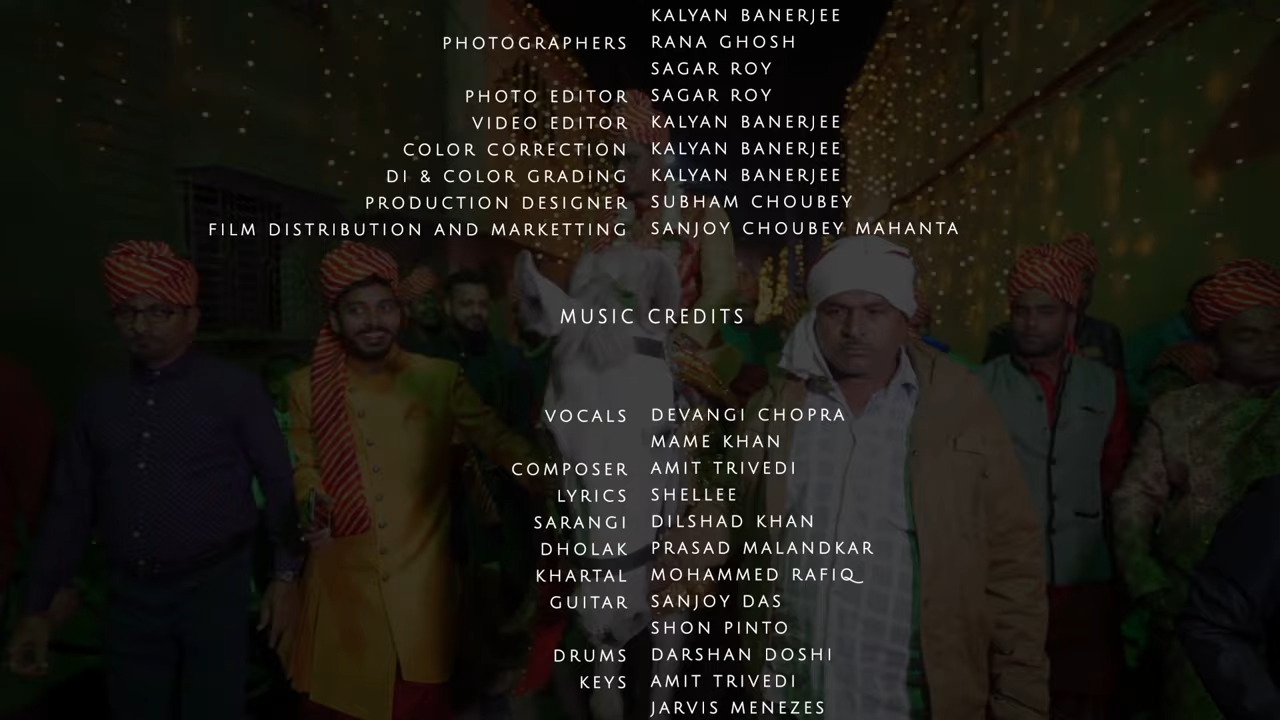 KALYAN BANERJEE
PHOTOGRAPHERS RANA GHOSH
SAGAR ROY
PHOTO EDITOR SAGAR ROY
VIDEO EDITOR KALYAN BANERJEE
COLOR CORRECTION KALYAN BANERJEE
DI & COLOR GRADING KALYAN BANERJEE
PRODUCTION DESIGNER SUBHAM CHOUBEY
FILM DISTRIBUTION AND MARKETTING SANJOY CHOUBEY MAHANTA
MUSIC CREDITS
VOCALS DEVANGI CHOPRA
MAME KHAN
COMPOSER AMIT TRIVEDI
LYRICS SHELLEE
SARANGI DILSHAD KHAN
DHOLAK PRASAD MALANDKAR
KHARTAL MOHAMMED RAFIQ
GUITAR SANJOY DAS
SHON PINTO
DRUMS DARSHAN DOSHI
KEYS AMIT TRIVEDI
JARVIS MENEZES